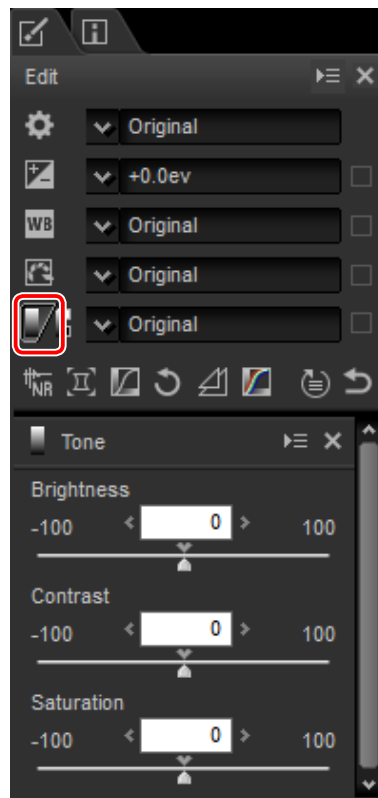 Edit
Original
+0.0ev
WB Original
Original
Original
NR
Tone
Brightness
-100 0 100
Contrast
-100 0 100
Saturation
-100 0 100